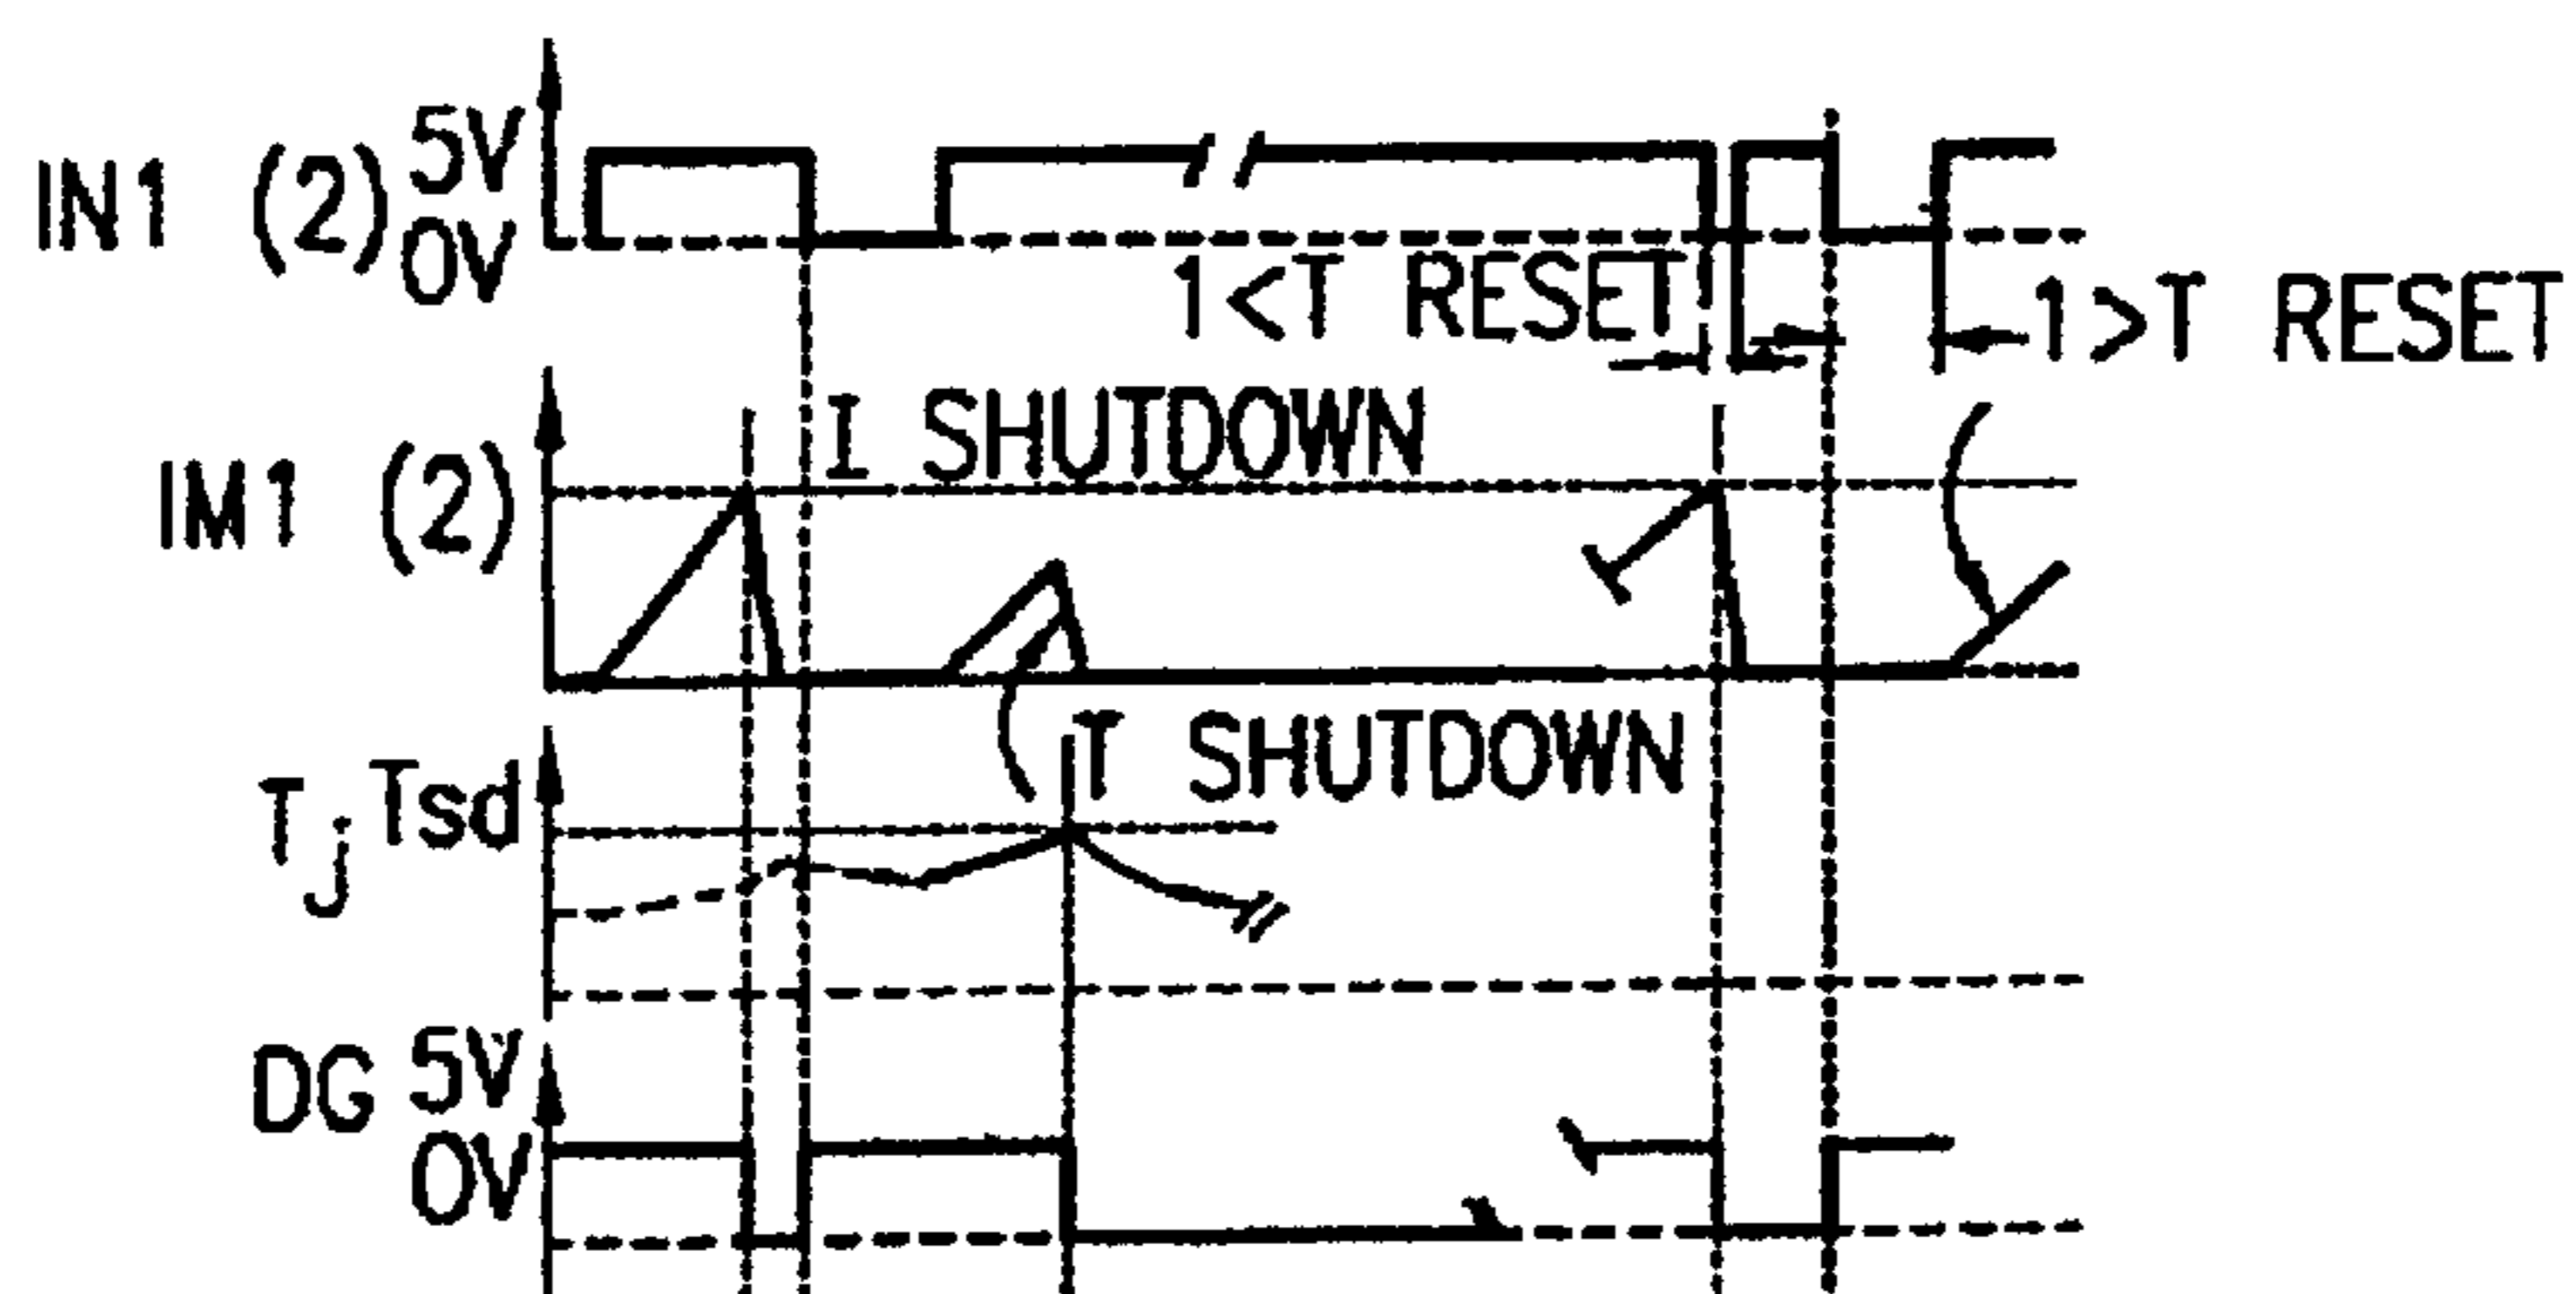 IN1 (2) 5V
0V
1<T RESET
1>T RESET
I SHUTDOWN
IM1 (2)
T SHUTDOWN
Tj Tsd
DG 5V
0V